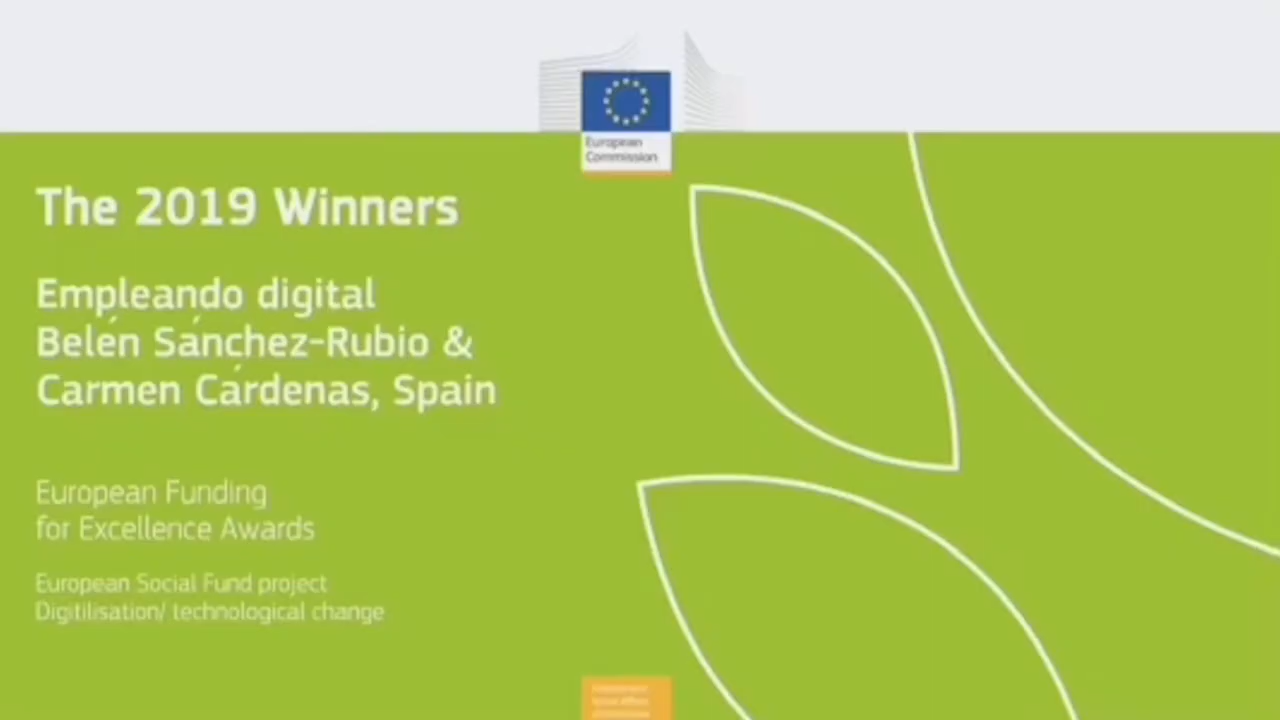 European
Commission
The 2019 Winners
Empleando digital
Belén Sánchez-Rubio &
Carmen Cárdenas, Spain
European Funding
for Excellence Awards
European Social Fund project
Digitilisation/ technological change